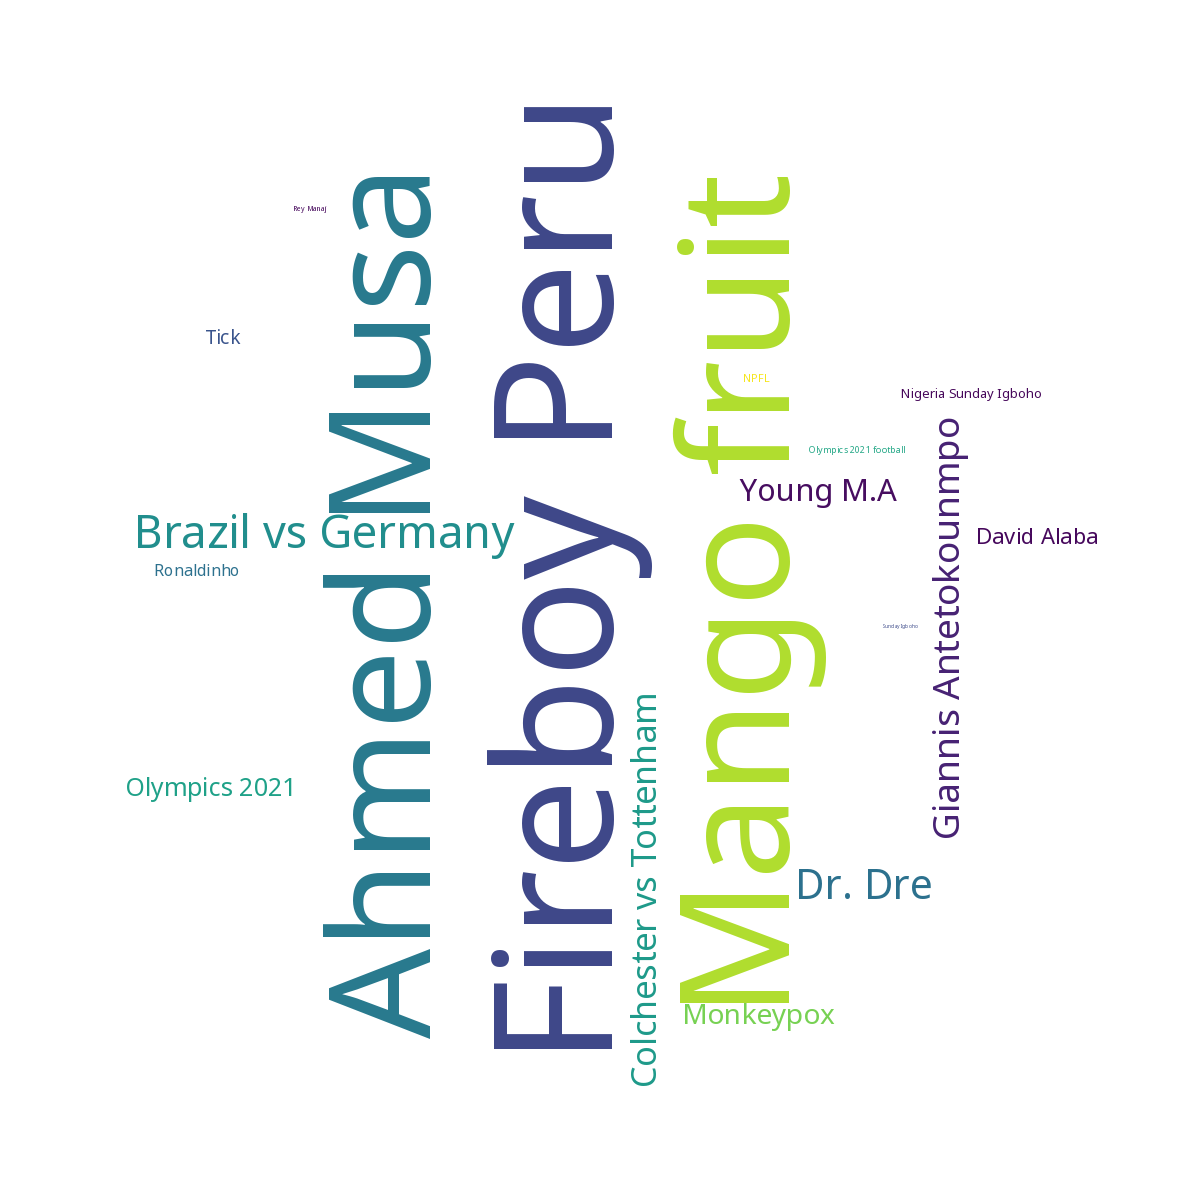 Fireboy Peru
Mango fruit
Ahmed Musa
Rey Manaj
Tick
NPFL
Nigeria Sunday Igboho
Olympics 2021 football
Young M.A
Brazil vs Germany
David Alaba
Ronaldinho
Giannis Antetokounmpo
Sunday Igboho
Olympics 2021
Colchester vs Tottenham
Dr. Dre
Monkeypox